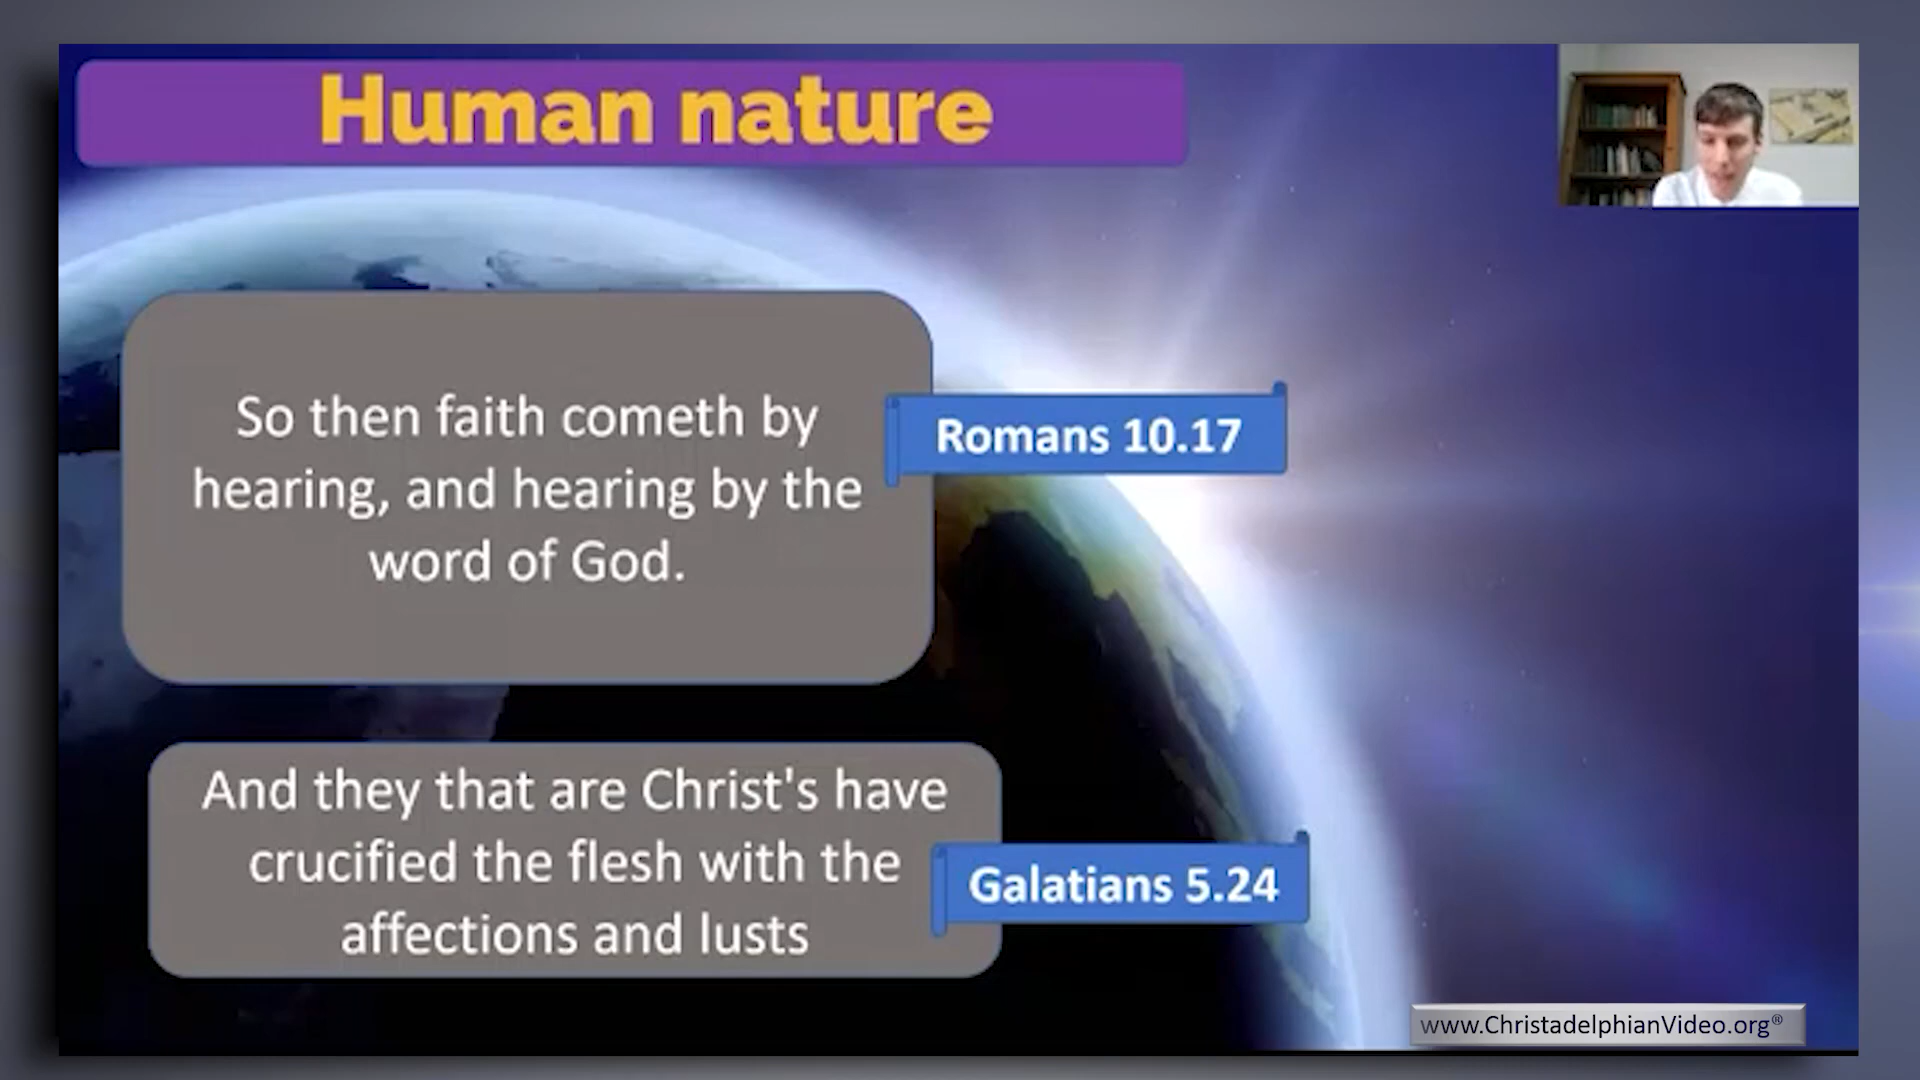 Human nature
So then faith cometh by
hearing, and hearing by the
word of God.
Romans 10.17
And they that are Christ's have
crucified the flesh with the
affections and lusts
Galatians 5.24
www.ChristadelphianVideo.org®